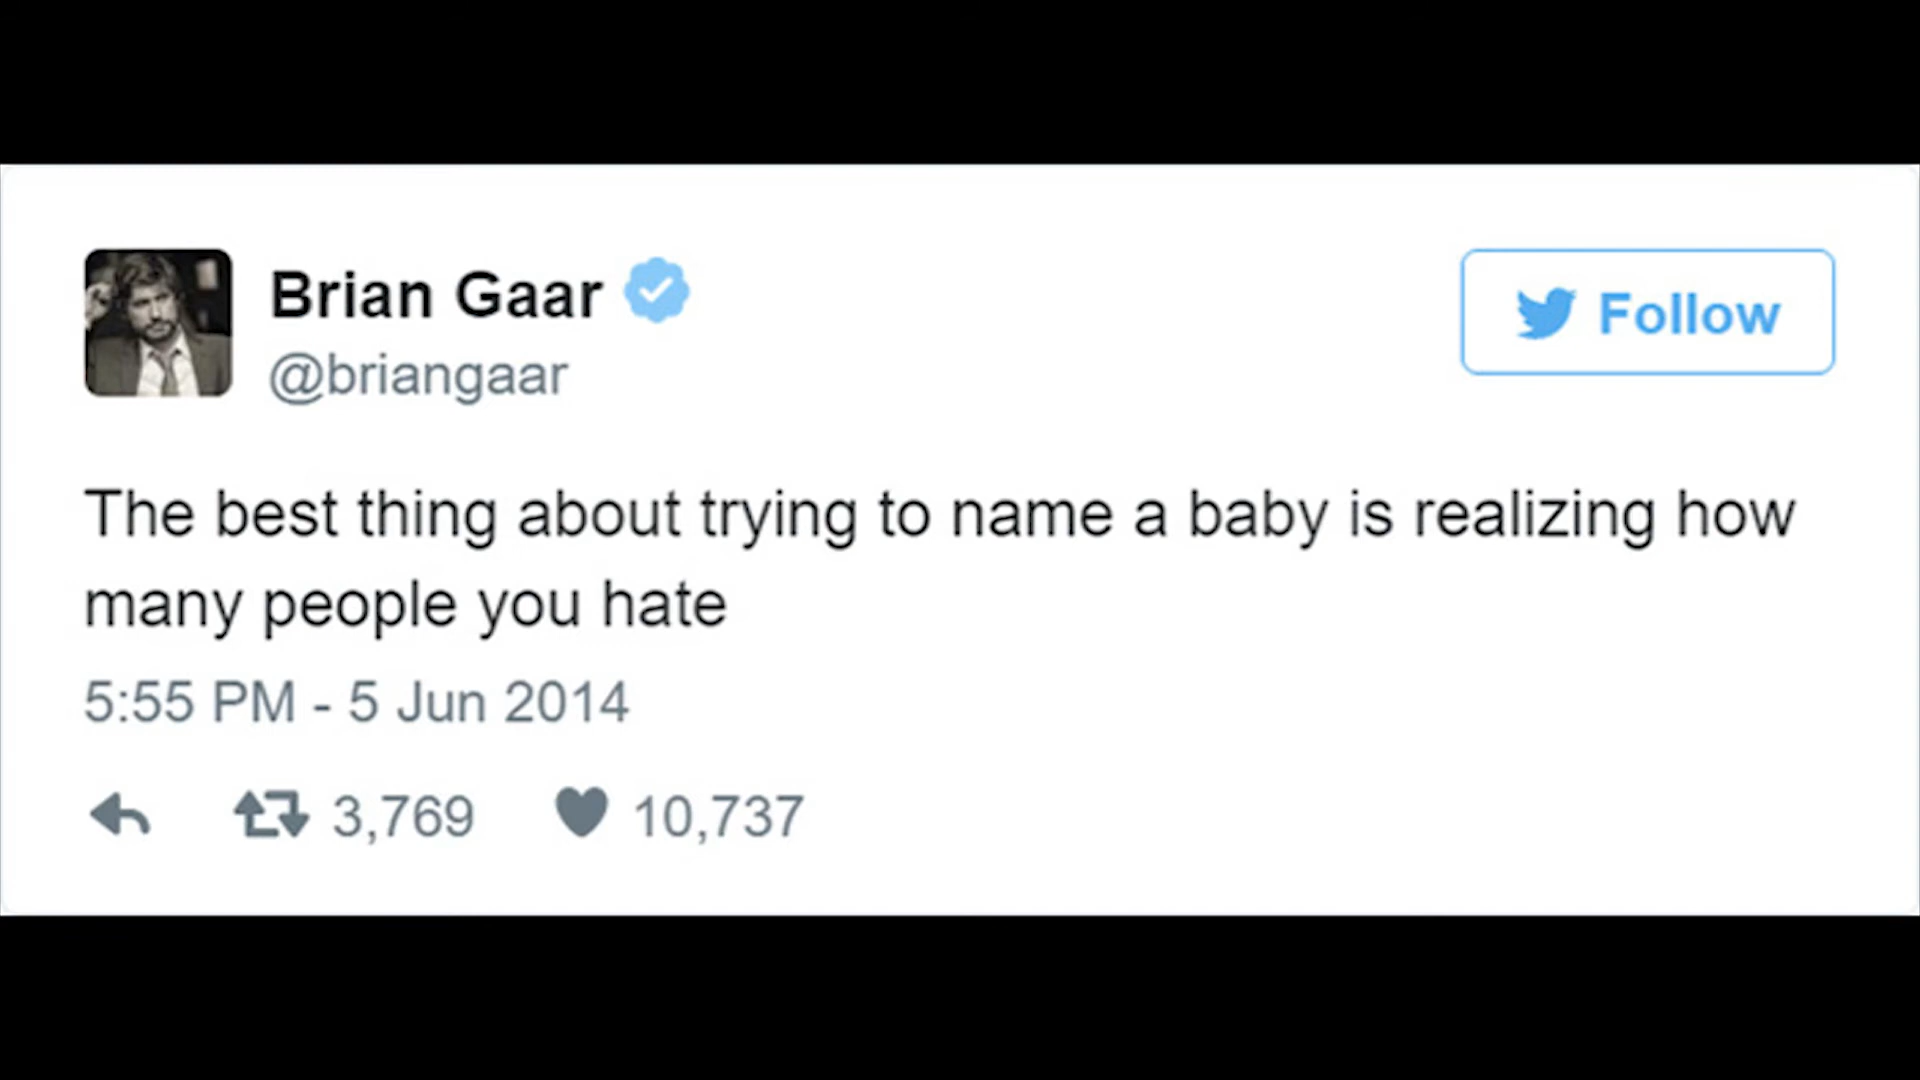 Brian Gaar
@briangaar
Follow
The best thing about trying to name a baby is realizing how
many people you hate
5:55 PM - 5 Jun 2014
3,769 10,737